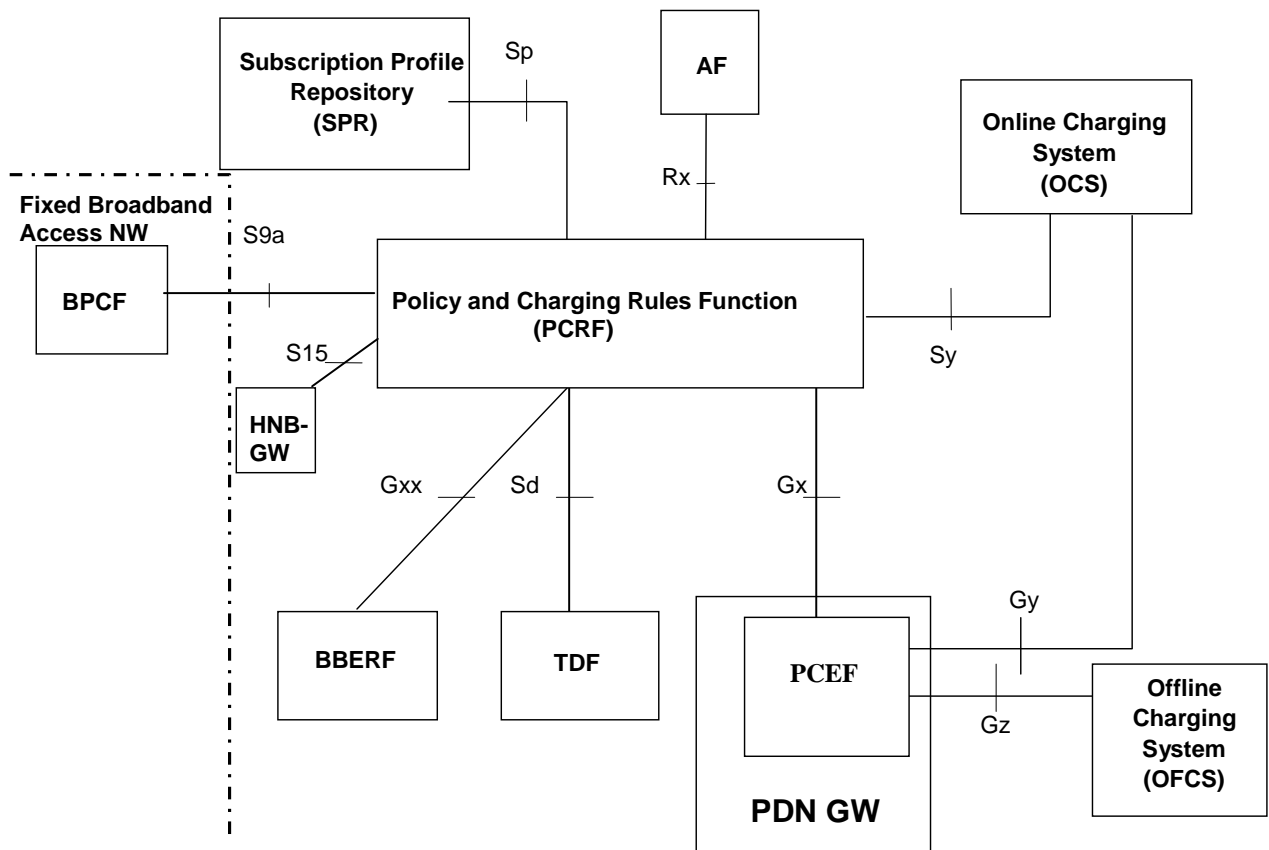 Subscription Profile
Repository
(SPR)
Sp
AF
Online Charging
System
(OCS)
Rx
Fixed Broadband
Access NW
S9a
BPCF
Policy and Charging Rules Function
(PCRF)
S15
Sy
HNB-
GW
Gxx
Sd
Gx
Gy
BBERF
TDF
PCEF
Offline
Charging
System
(OFCS)
Gz
PDN GW